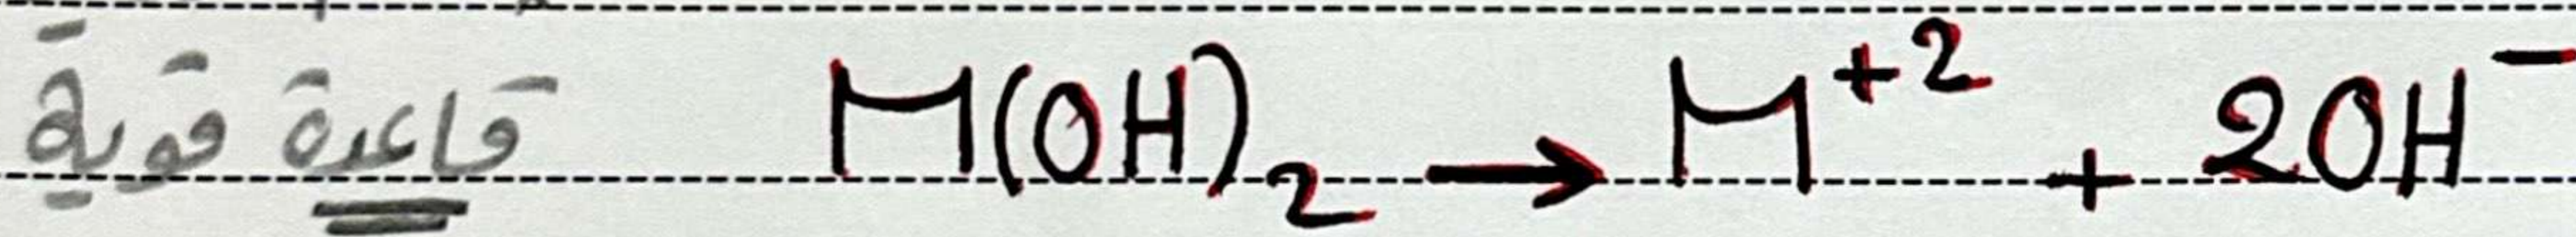 قاعدة قوية M(OH)₂ → M⁺² + 2OH⁻